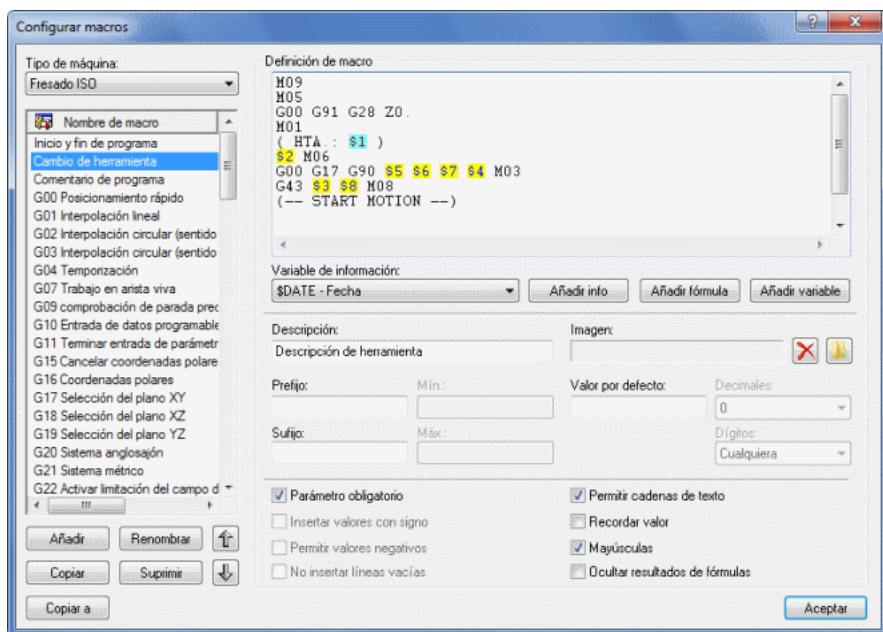 Configurar macros
Tipo de máquina:
Fresado ISO
Nombre de macro
Inicio y fin de programa
Cambio de herramienta
Comentario de programa
G00 Posicionamiento rápido
G01 Interpolación lineal
G02 Interpolación circular (sentido
G03 Interpolación circular (sentido
G04 Temporización
G07 Trabajo en arista viva
G09 comprobación de parada prec
G10 Entrada de datos programable
G11 Terminar entrada de parámetr
G15 Cancelar coordenadas polare
G16 Coordenadas polares
G17 Selección del plano XY
G18 Selección del plano XZ
G19 Selección del plano YZ
G20 Sistema anglosajón
G21 Sistema métrico
G22 Activar limitación del campo d
Añadir
Renombrar
Copiar
Suprimir
Copiar a
Definición de macro
M09
M05
G00 G91 G28 Z0.
M01
( HTA.: $1 )
$2 M06
G00 G17 G90 $5 $6 $7 $4 M03
G43 $3 $8 M08
(-- START MOTION --)
Variable de información:
$DATE - Fecha
Añadir info
Añadir fórmula
Añadir variable
Descripción:
Imagen:
Descripción de herramienta
Prefijo:
Mín.:
Valor por defecto:
Decimales:
0
Sufijo:
Máx.:
Dígitos:
Cualquiera
Parámetro obligatorio
Permitir cadenas de texto
Insertar valores con signo
Recordar valor
Permitir valores negativos
Mayúsculas
No insertar líneas vacías
Ocultar resultados de fórmulas
Aceptar